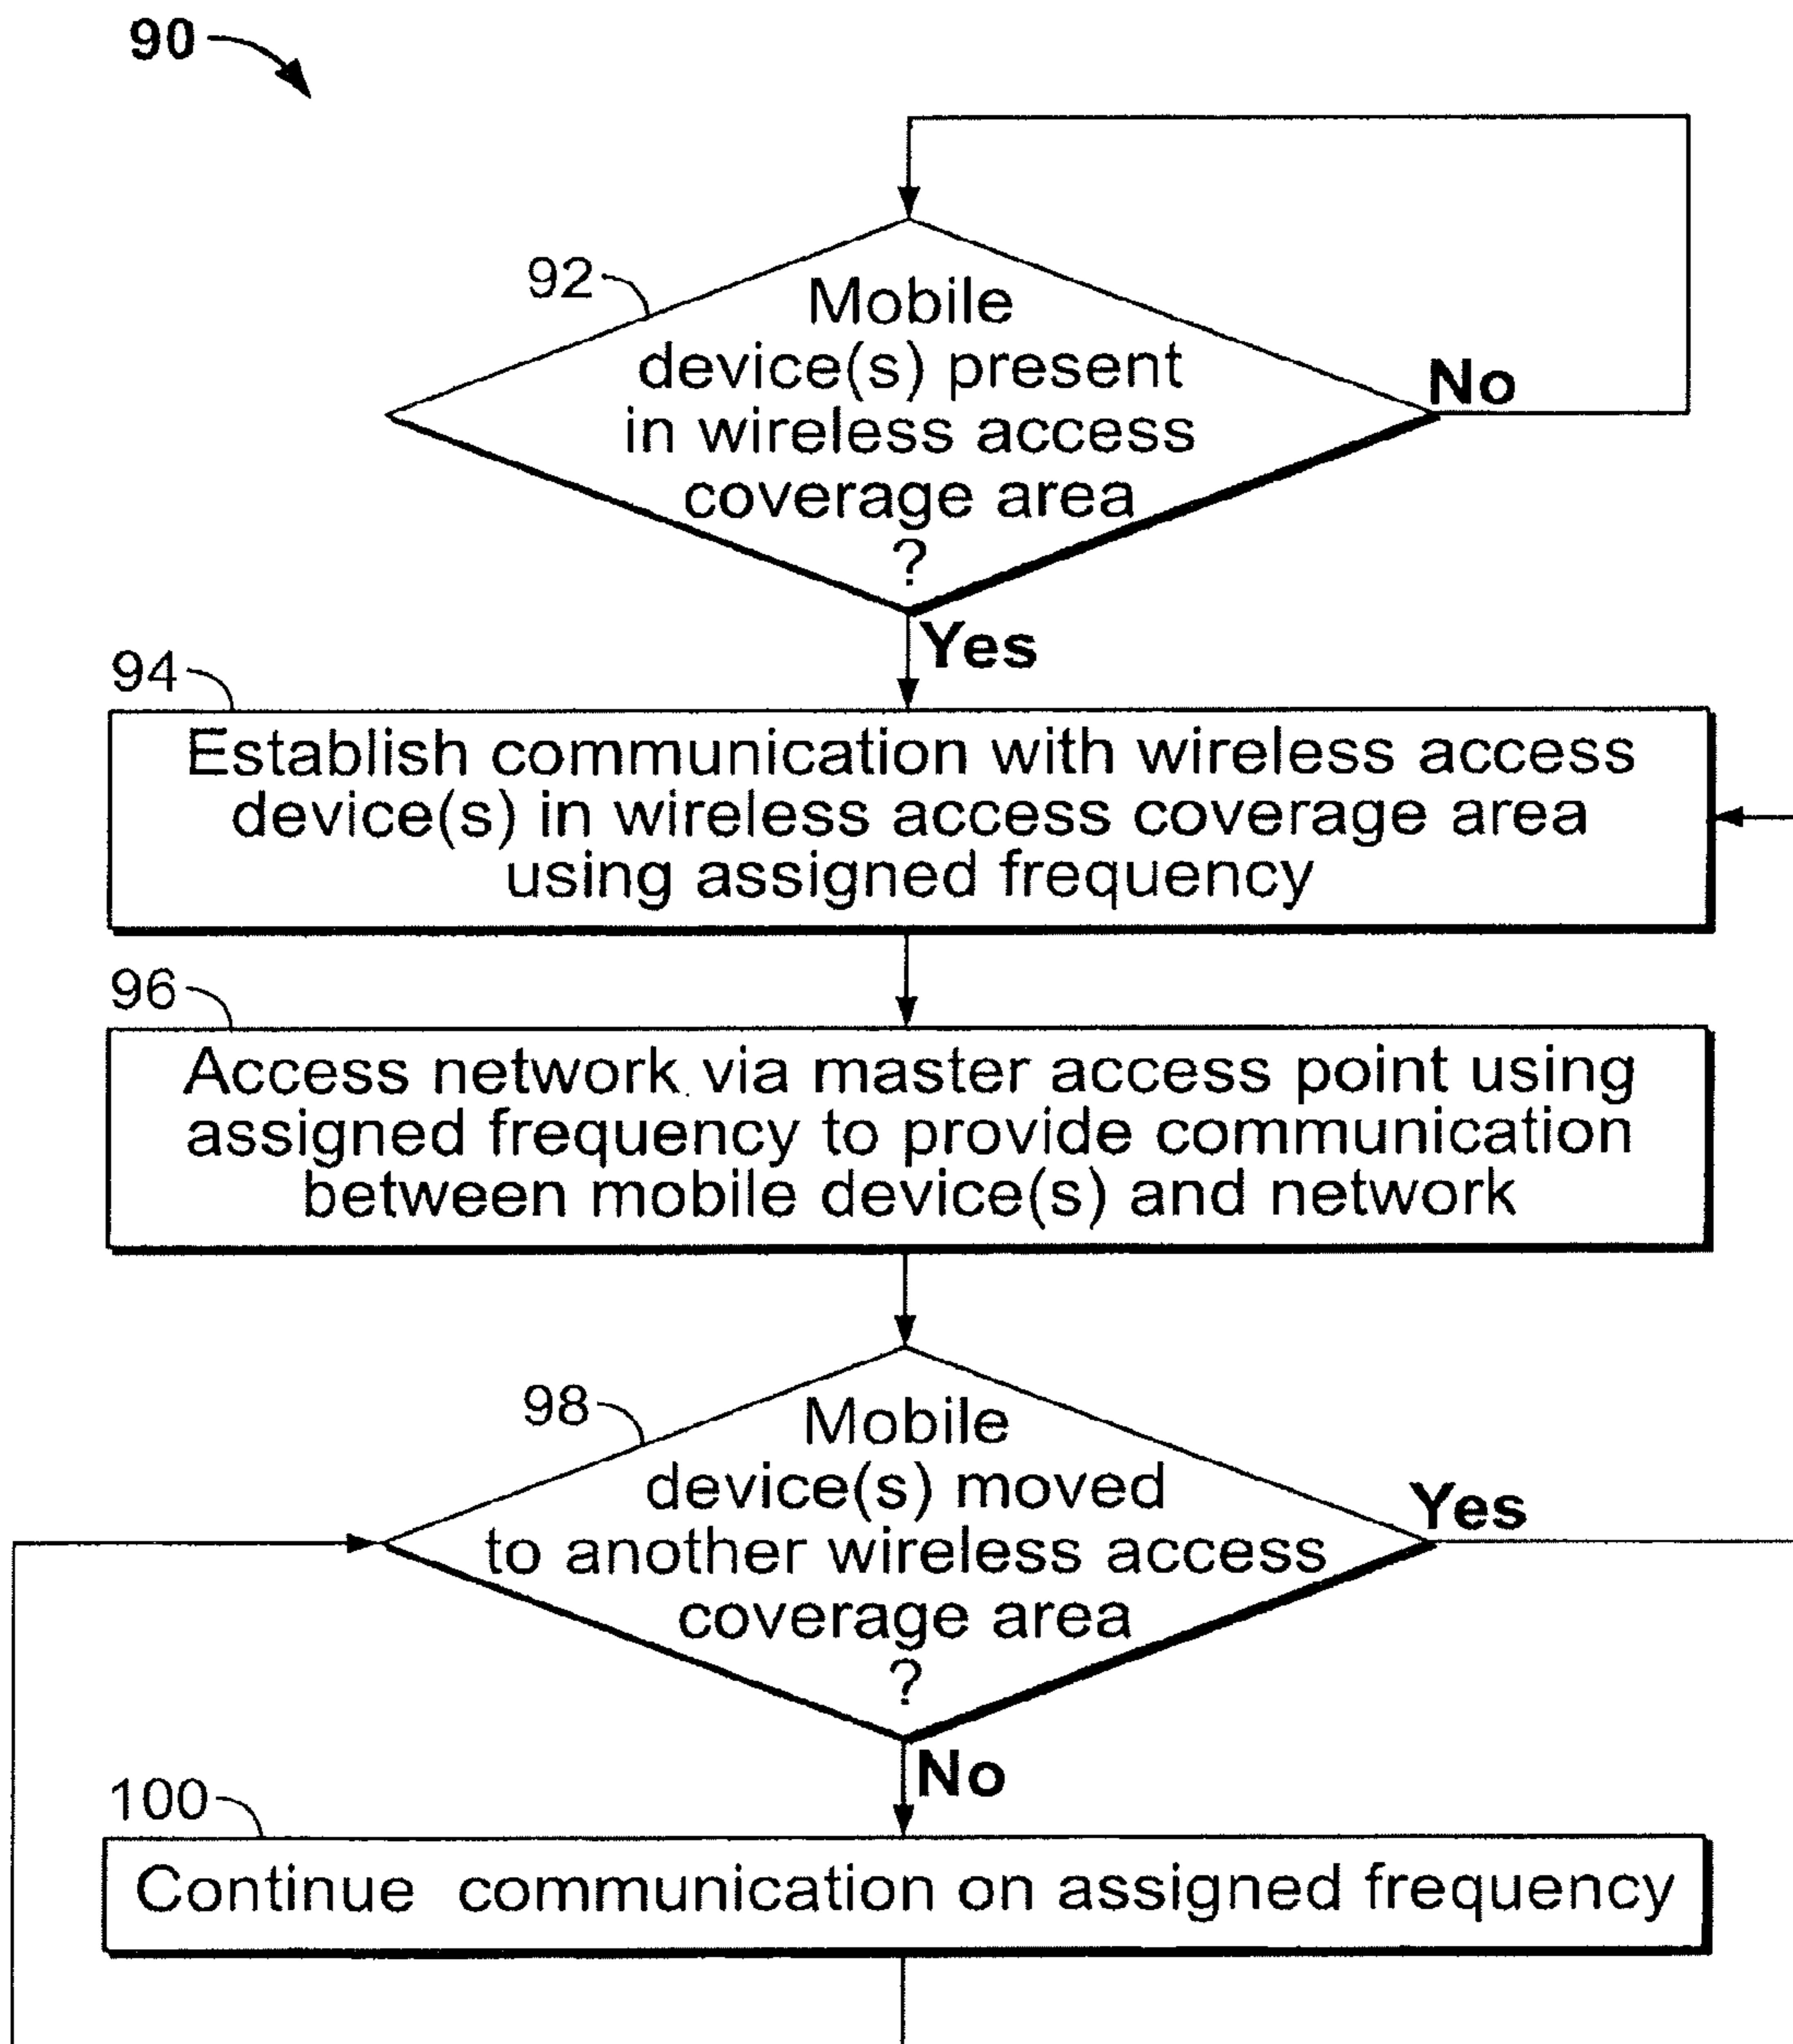 90
92
Mobile
device(s) present
in wireless access
coverage area
?
No
Yes
94
Establish communication with wireless access
device(s) in wireless access coverage area
using assigned frequency
96
Access network via master access point using
assigned frequency to provide communication
between mobile device(s) and network
98
Mobile
device(s) moved
to another wireless access
coverage area
?
Yes
No
100
Continue communication on assigned frequency